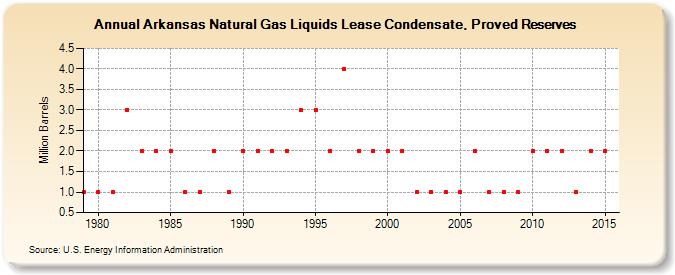 Annual Arkansas Natural Gas Liquids Lease Condensate, Proved Reserves
Million Barrels
4.5
4.0
3.5
3.0
2.5
2.0
1.5
1.0
0.5
1980 1985 1990 1995 2000 2005 2010 2015
Source: U.S. Energy Information Administration